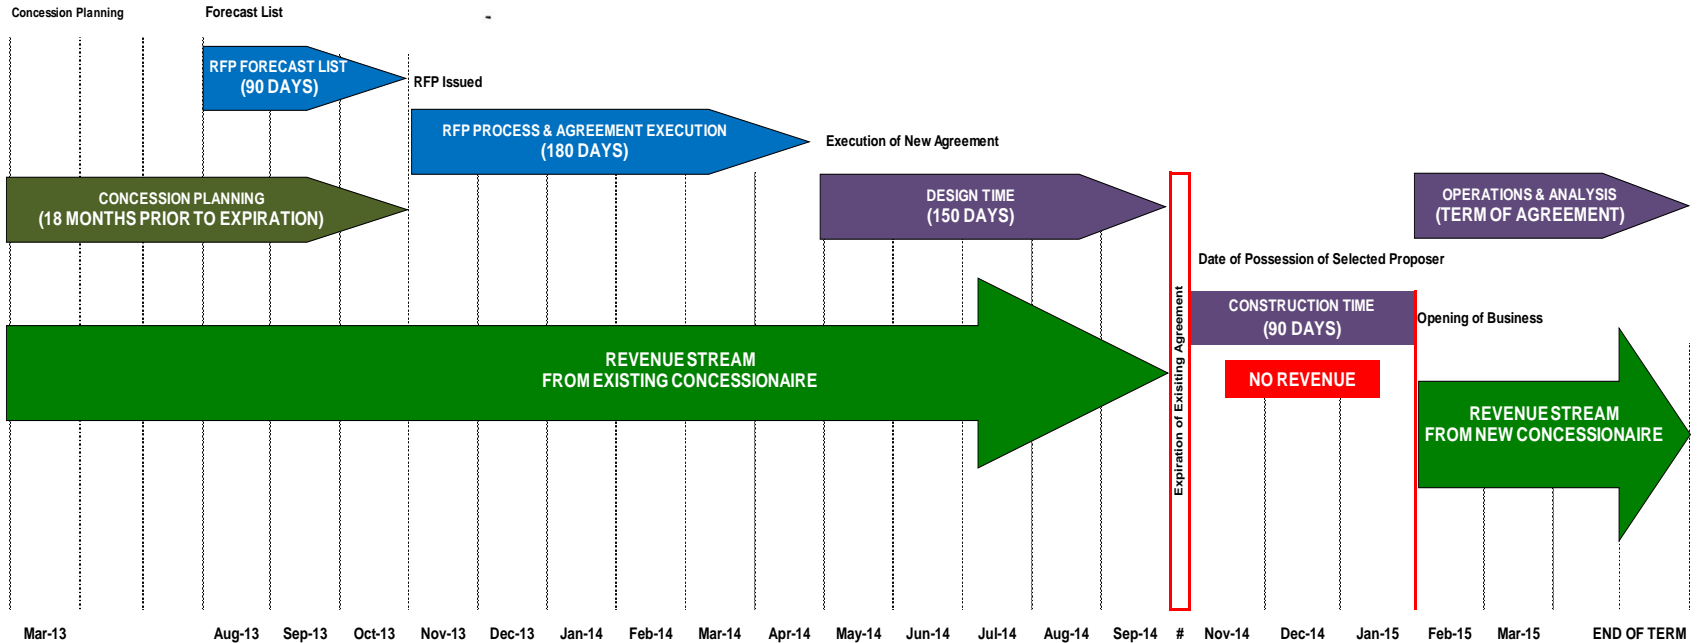 Concession Planning
Forecast List
-
RFP FORECAST LIST
(90 DAYS)
RFP Issued
RFP PROCESS & AGREEMENT EXECUTION
(180 DAYS)
Execution of New Agreement
CONCESSION PLANNING
(18 MONTHS PRIOR TO EXPIRATION)
DESIGN TIME
(150 DAYS)
OPERATIONS & ANALYSIS
(TERM OF AGREEMENT)
Date of Possession of Selected Proposer
Expiration of Exisiting Agreement
CONSTRUCTION TIME
(90 DAYS)
Opening of Business
REVENUE STREAM
FROM EXISTING CONCESSIONAIRE
NO REVENUE
REVENUE STREAM
FROM NEW CONCESSIONAIRE
Mar-13 Aug-13 Sep-13 Oct-13 Nov-13 Dec-13 Jan-14 Feb-14 Mar-14 Apr-14 May-14 Jun-14 Jul-14 Aug-14 Sep-14 # Nov-14 Dec-14 Jan-15 Feb-15 Mar-15 END OF TERM